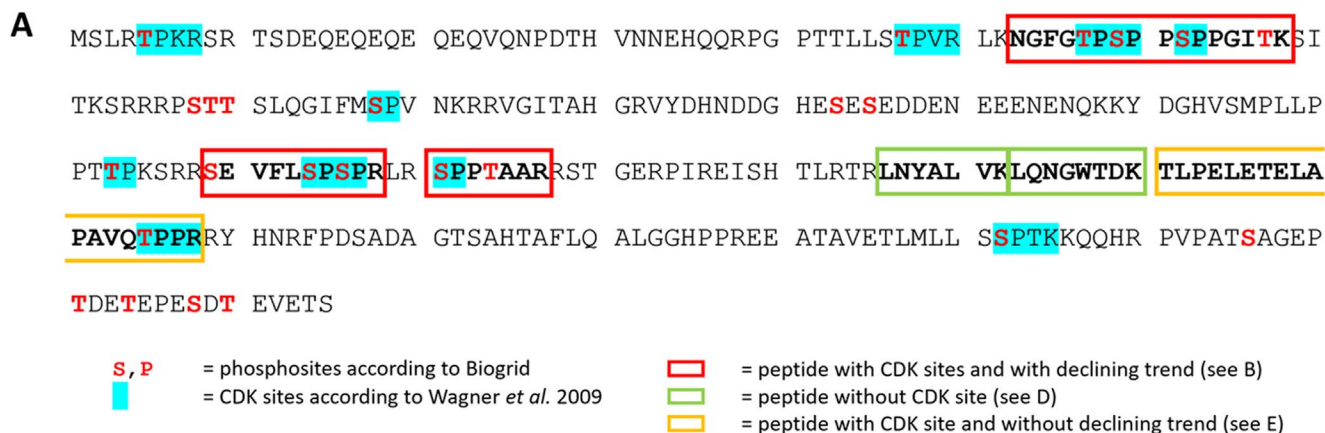 A
MSLRTPKRSR TSDEQEQEQE QEQVQNPDTH VNNEHQQRPG PTTLLSTPVR LKNGFGTPSP PSPPGITKSI
TKSRRRPSTT SLQGIFMSPV NKRRVGITAH GRVYDHNDDG HESESEDDEN EEENENQKKY DGHVSMPLLP
PTTPKSRRSE VFLSPSPRLR SPPTAARRST GERPIREISH TLRTRLNYAL VKLQNGWTDK TLPELETELA
PAVQTPPRRY HNRFPDSADA GTSAHTAFLQ ALGGHPPREE ATAVETLMLL SSPTKKQQHR PVPATSAGEP
TDETEPESDT EVETS
S,P = phosphosites according to Biogrid
= CDK sites according to Wagner et al. 2009
= peptide with CDK sites and with declining trend (see B)
= peptide without CDK site (see D)
= peptide with CDK site and without declining trend (see E)